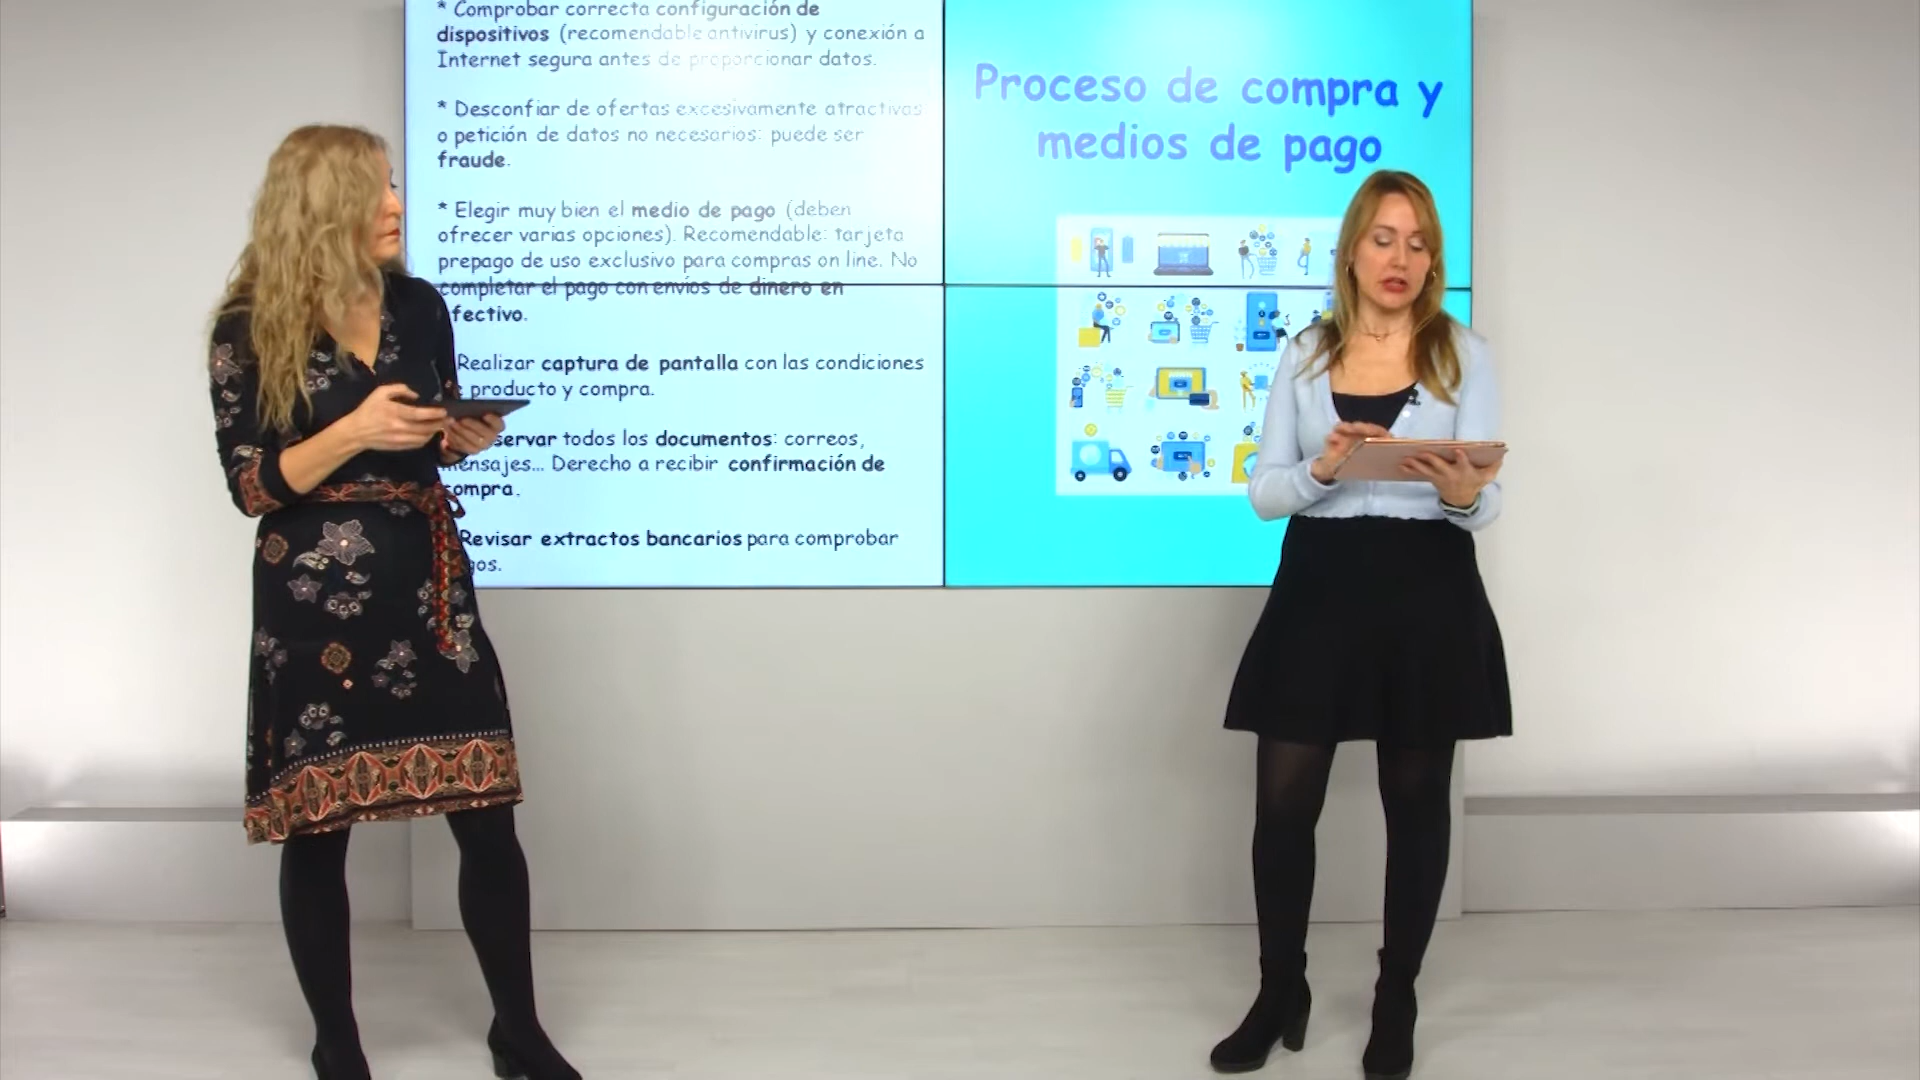 * Comprobar correcta configuración de
dispositivos (recomendable antivirus) y conexión a
Internet segura antes de proporcionar datos.
* Desconfiar de ofertas excesivamente atractivas
o petición de datos no necesarios: puede ser
fraude.
* Elegir muy bien el medio de pago (deben
ofrecer varias opciones). Recomendable: tarjeta
prepago de uso exclusivo para compras on line. No
completar el pago con envíos de dinero en
fectivo.
Realizar captura de pantalla con las condiciones
producto y compra.
servar todos los documentos: correos,
ensajes... Derecho a recibir confirmación de
ompra.
Revisar extractos bancarios para comprobar
gos.
Proceso de compra y
medios de pago